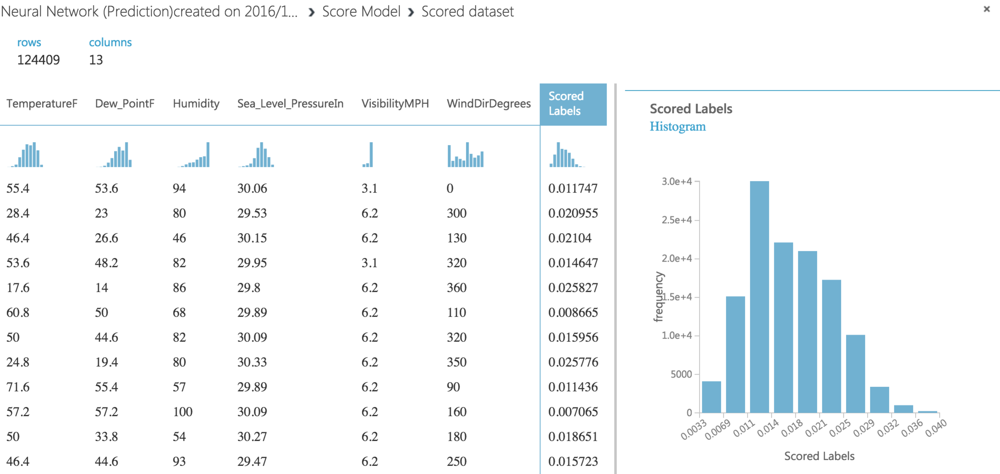 Neural Network (Prediction)created on 2016/1... › Score Model › Scored dataset
×
rows columns
124409 13
TemperatureF Dew_PointF Humidity Sea_Level_PressureIn VisibilityMPH WindDirDegrees Scored Labels
55.4 53.6 94 30.06 3.1 0 0.011747
28.4 23 80 29.53 6.2 300 0.020955
46.4 26.6 46 30.15 6.2 130 0.02104
53.6 48.2 82 29.95 3.1 320 0.014647
17.6 14 86 29.8 6.2 360 0.025827
60.8 50 68 29.89 6.2 110 0.008665
50 44.6 82 30.09 6.2 320 0.015956
24.8 19.4 80 30.33 6.2 350 0.025776
71.6 55.4 57 29.89 6.2 90 0.011436
57.2 57.2 100 30.09 6.2 160 0.007065
50 33.8 54 30.27 6.2 180 0.018651
46.4 44.6 93 29.47 6.2 250 0.015723
Scored Labels
Histogram
frequency
3.0e+4
2.5e+4
2.0e+4
1.5e+4
1.0e+4
5000
0
0.0033 0.0069 0.011 0.014 0.018 0.021 0.025 0.029 0.032 0.036 0.040
Scored Labels